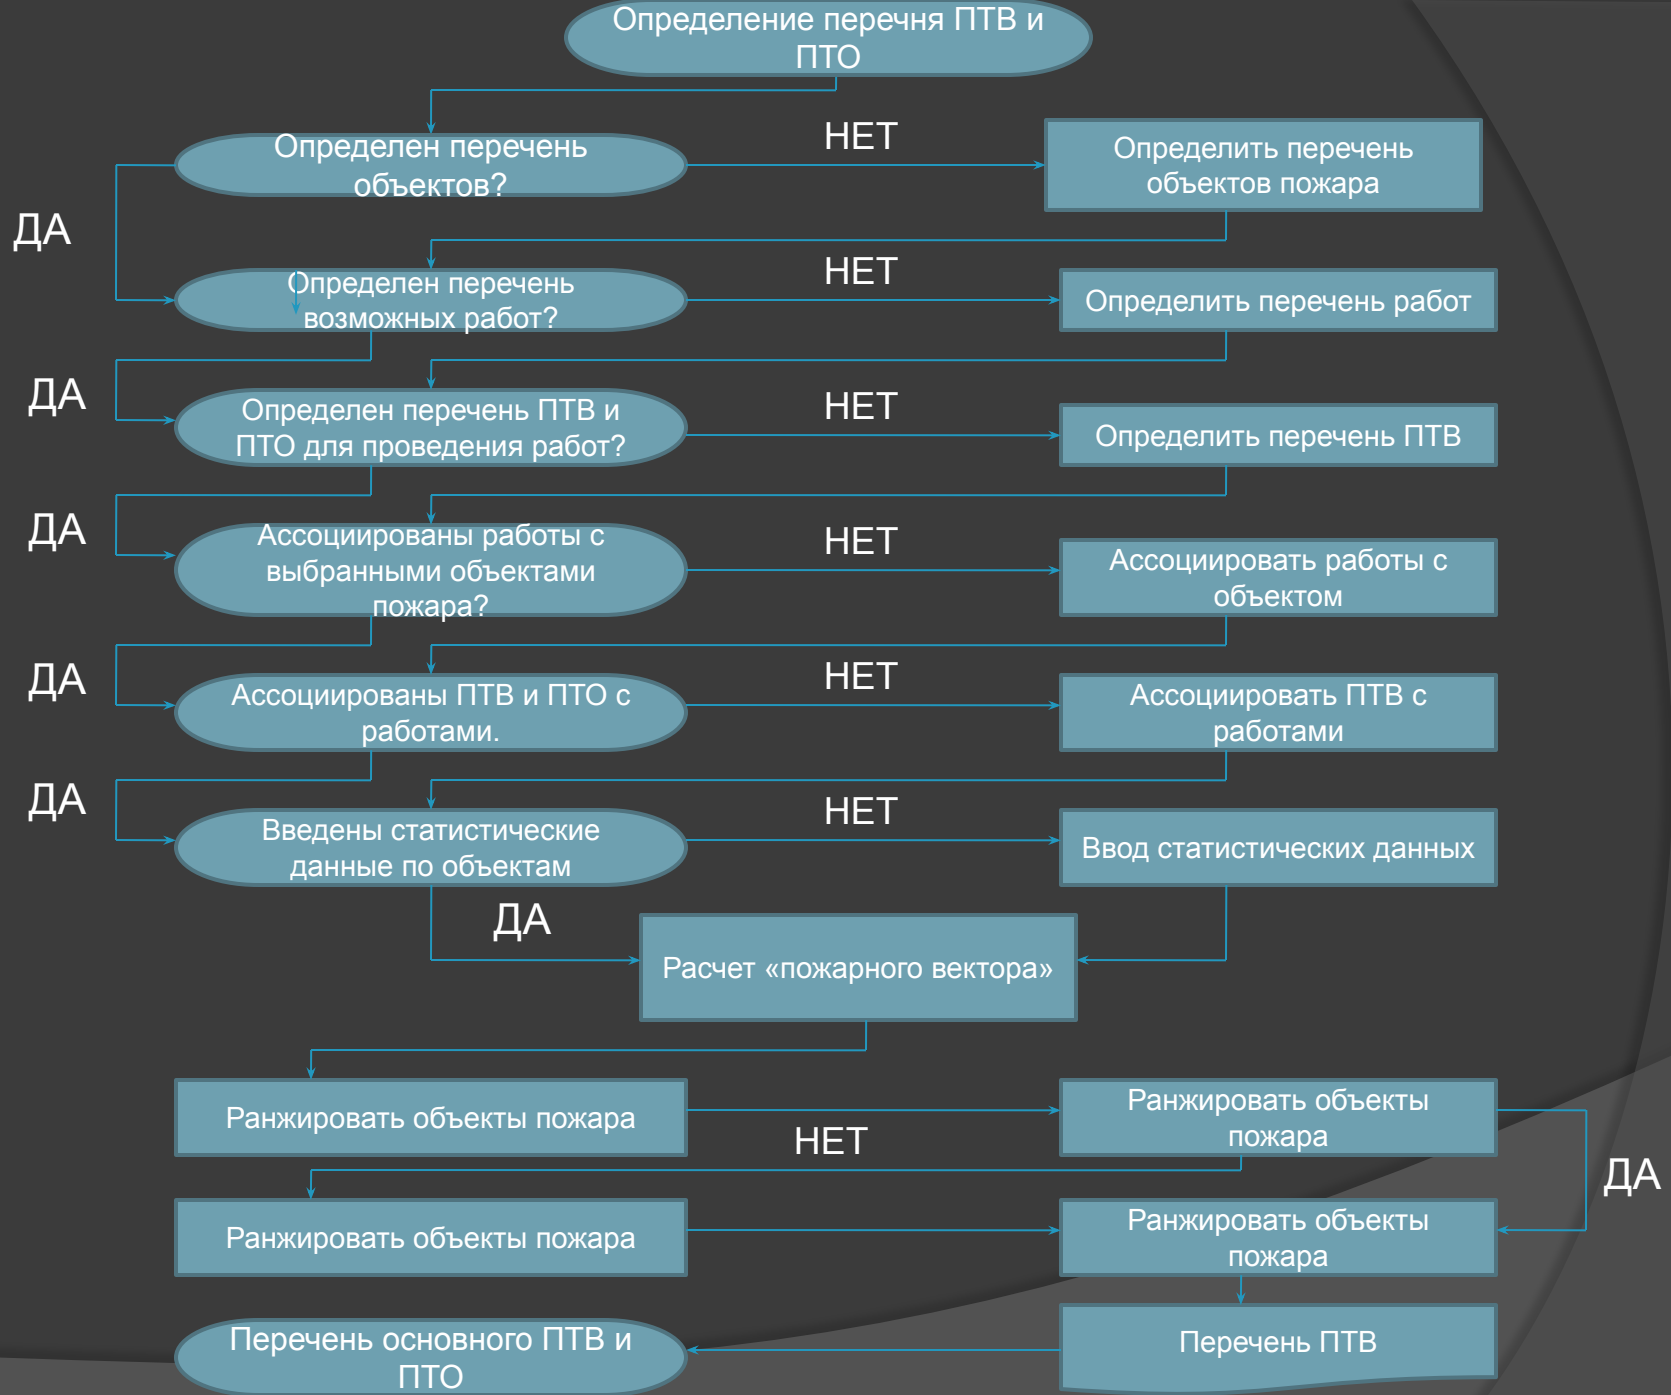 Определение перечня ПТВ и
ПТО
Определен перечень
объектов?
НЕТ
Определить перечень
объектов пожара
ДА
Определен перечень
возможных работ?
НЕТ
Определить перечень работ
ДА
Определен перечень ПТВ и
ПТО для проведения работ?
НЕТ
Определить перечень ПТВ
ДА
Ассоциированы работы с
выбранными объектами
пожара?
НЕТ
Ассоциировать работы с
объектом
ДА
Ассоциированы ПТВ и ПТО с
работами.
НЕТ
Ассоциировать ПТВ с
работами
ДА
Введены статистические
данные по объектам
НЕТ
Ввод статистических данных
ДА
Расчет «пожарного вектора»
Ранжировать объекты пожара
Ранжировать объекты
пожара
НЕТ
ДА
Ранжировать объекты пожара
Ранжировать объекты
пожара
Перечень основного ПТВ и
ПТО
Перечень ПТВ